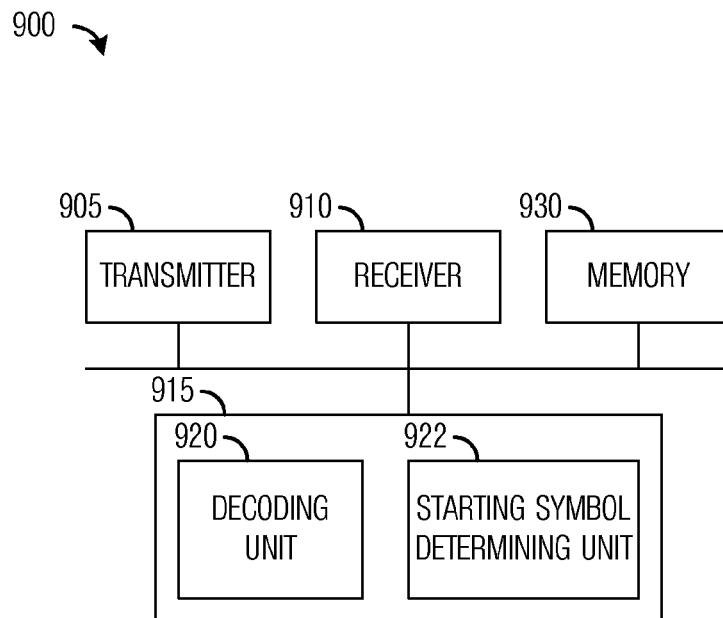 900
905
910
930
TRANSMITTER
RECEIVER
MEMORY
915
920
922
DECODING
UNIT
STARTING SYMBOL
DETERMINING UNIT